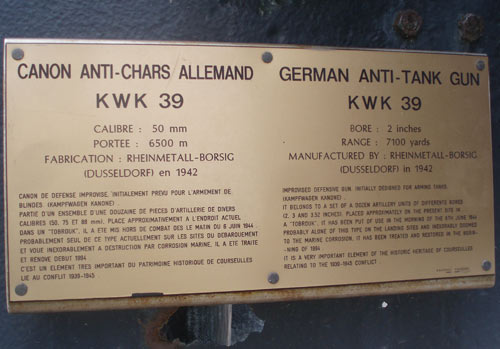 CANON ANTI-CHARS ALLEMAND
KWK 39
CALIBRE : 50 mm
PORTEE : 6500 m
FABRICATION : RHEINMETALL-BORSIG
(DUSSELDORF) en 1942
CANON DE DEFENSE IMPROVISE, INITIALEMENT PREVU POUR L'ARMEMENT DE
BLINDES (KAMPFWAGEN KANONE) .
PARTIE D'UN ENSEMBLE D'UNE DOUZAINE DE PIECES D'ARTILLERIE DE DIVERS
CALIBRES (50, 75 ET 88 mm), PLACE APPROXIMATIVEMENT A L'ENDROIT ACTUEL
DANS UN "TOBROUK", IL A ETE MIS HORS DE COMBAT DES LE MATIN DU 6 JUIN 1944 .
PROBABLEMENT SEUL DE CE TYPE ACTUELLEMENT SUR LES SITES DU DEBARQUEMENT
ET VOUE INEXORABLEMENT A DESTRUCTION PAR CORROSION MARINE, IL A ETE TRAITE
ET RENOVE DEBUT 1994 .
C'EST UN ELEMENT TRES IMPORTANT DU PATRIMOINE HISTORIQUE DE COURSEULLES
LIE AU CONFLIT 1939-1945 .
GERMAN ANTI-TANK GUN
KWK 39
BORE : 2 inches
RANGE : 7100 yards
MANUFACTURED BY : RHEINMETALL-BORSIG
(DUSSELDORF) in 1942
IMPROVISED DEFENSIVE GUN, INITIALLY DESIGNED FOR ARMING TANKS,
(KAMPFWAGEN KANONE) .
IT BELONGS TO A SET OF A DOZEN ARTILLERY UNITS OF DIFFERENTS BORES
(2, 3 AND 3.52 INCHES), PLACED APPROXIMATELY ON THE PRESENT SITE IN
A "TOBROUK", IT HAS BEEN PUT OF USE IN THE MORNING OF THE 6TH JUNE 1944
PROBABLY ALONE OF THIS TYPE ON THE LANDING SITES AND INEXORABLY DOOMED
TO THE MARINE CORROSION, IT HAS BEEN TREATED AND RESTORED IN THE BEGIN-
-NING OF 1994 .
IT IS A VERY IMPORTANT ELEMENT OF THE HISTORIC HERITAGE OF COURSEULLES
RELATING TO THE 1939-1945 CONFLICT .